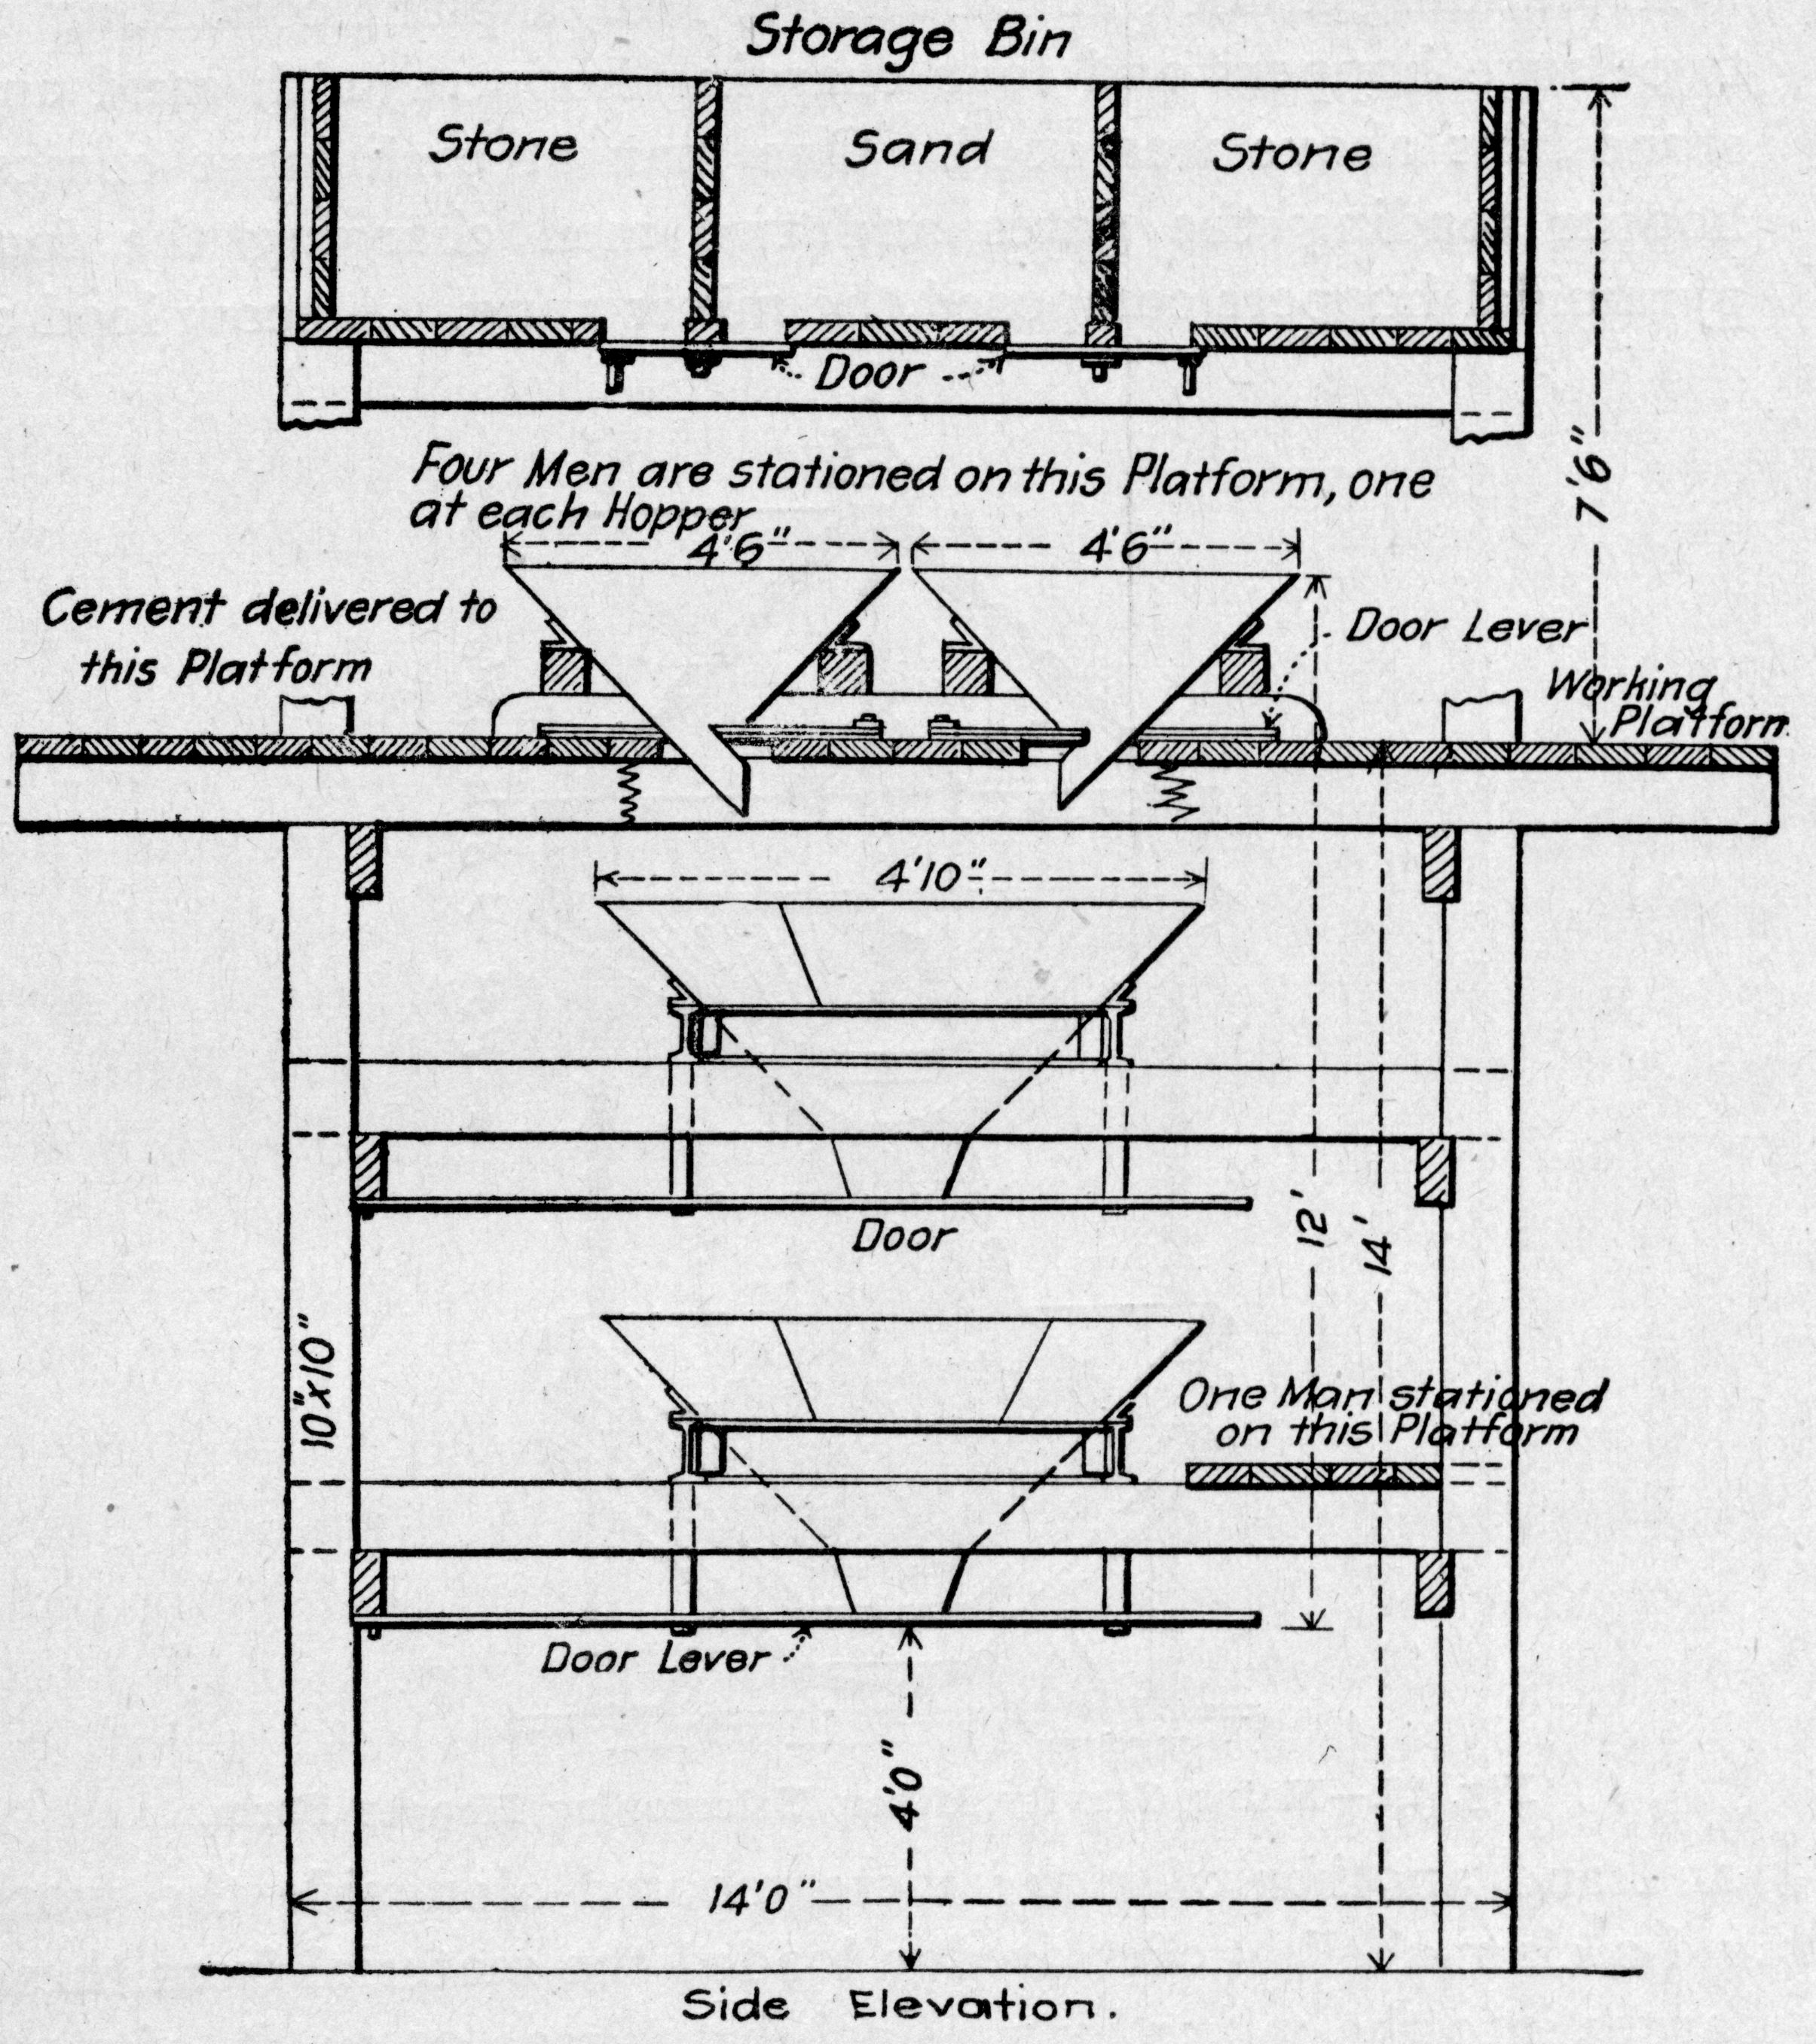 Storage Bin
Stone
Sand
Stone
Door
7'6"
Four Men are stationed on this Platform, one
at each Hopper
4'6"
4'6"
Cement delivered to
this Platform
Door Lever
Working
Platform
4'10"
Door
12'
14'
10"x10"
One Man stationed
on this Platform
Door Lever
4'0"
14'0"
Side Elevation.